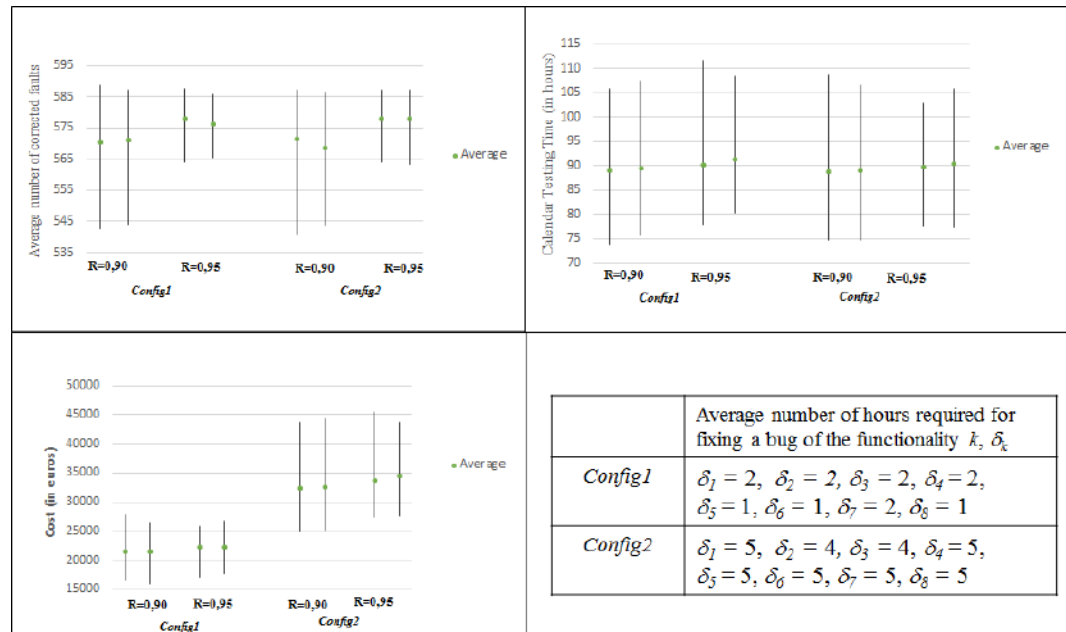 Average number of corrected faults
595
585
575
565
555
545
535
R=0,90
R=0,95
R=0,90
R=0,95
Config1
Config2
Average
Calendar Testing Time (in hours)
115
110
105
100
95
90
85
80
75
70
R=0,90
R=0,95
R=0,90
R=0,95
Config1
Config2
Average
Cost (in euros)
50000
45000
40000
35000
30000
25000
20000
15000
R=0,90
R=0,95
R=0,90
R=0,95
Config1
Config2
Average
Average number of hours required for
fixing a bug of the functionality k, δk
Config1
δ1 = 2, δ2 = 2, δ3 = 2, δ4 = 2,
δ5 = 1, δ6 = 1, δ7 = 2, δ8 = 1
Config2
δ1 = 5, δ2 = 4, δ3 = 4, δ4 = 5,
δ5 = 5, δ6 = 5, δ7 = 5, δ8 = 5